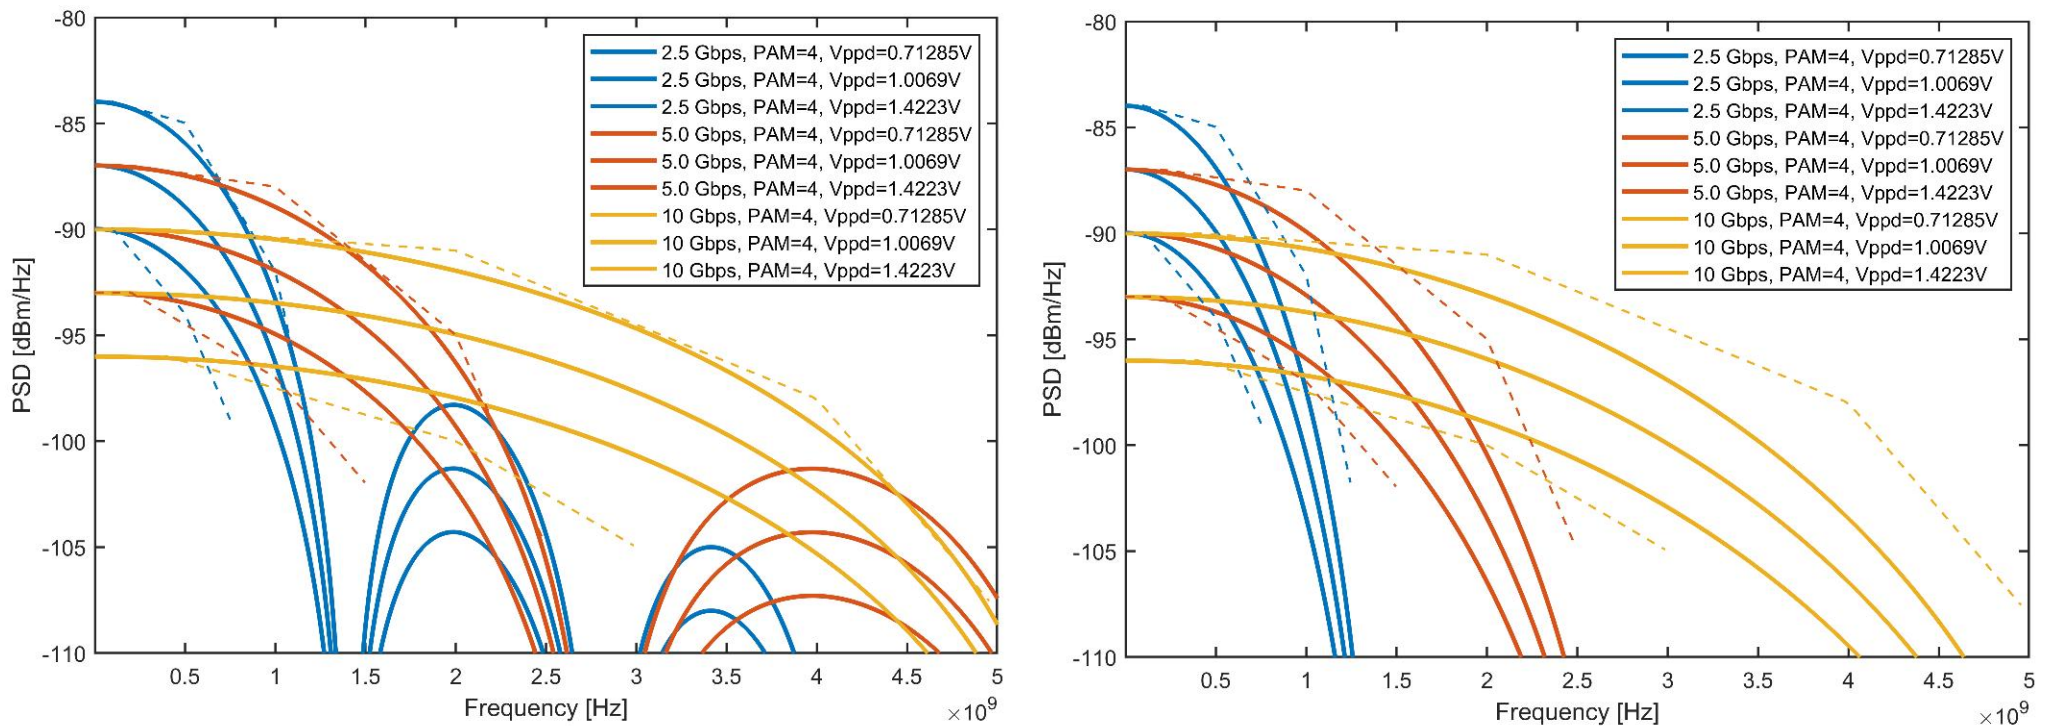 -80
-85
-90
-95
-100
-105
-110
PSD [dBm/Hz]
2.5 Gbps, PAM=4, Vppd=0.71285V
2.5 Gbps, PAM=4, Vppd=1.0069V
2.5 Gbps, PAM=4, Vppd=1.4223V
5.0 Gbps, PAM=4, Vppd=0.71285V
5.0 Gbps, PAM=4, Vppd=1.0069V
5.0 Gbps, PAM=4, Vppd=1.4223V
10 Gbps, PAM=4, Vppd=0.71285V
10 Gbps, PAM=4, Vppd=1.0069V
10 Gbps, PAM=4, Vppd=1.4223V
0.5 1 1.5 2 2.5 3 3.5 4 4.5 5
Frequency [Hz]
×10⁹
-80
-85
-90
-95
-100
-105
-110
PSD [dBm/Hz]
2.5 Gbps, PAM=4, Vppd=0.71285V
2.5 Gbps, PAM=4, Vppd=1.0069V
2.5 Gbps, PAM=4, Vppd=1.4223V
5.0 Gbps, PAM=4, Vppd=0.71285V
5.0 Gbps, PAM=4, Vppd=1.0069V
5.0 Gbps, PAM=4, Vppd=1.4223V
10 Gbps, PAM=4, Vppd=0.71285V
10 Gbps, PAM=4, Vppd=1.0069V
10 Gbps, PAM=4, Vppd=1.4223V
0.5 1 1.5 2 2.5 3 3.5 4 4.5 5
Frequency [Hz]
×10⁹